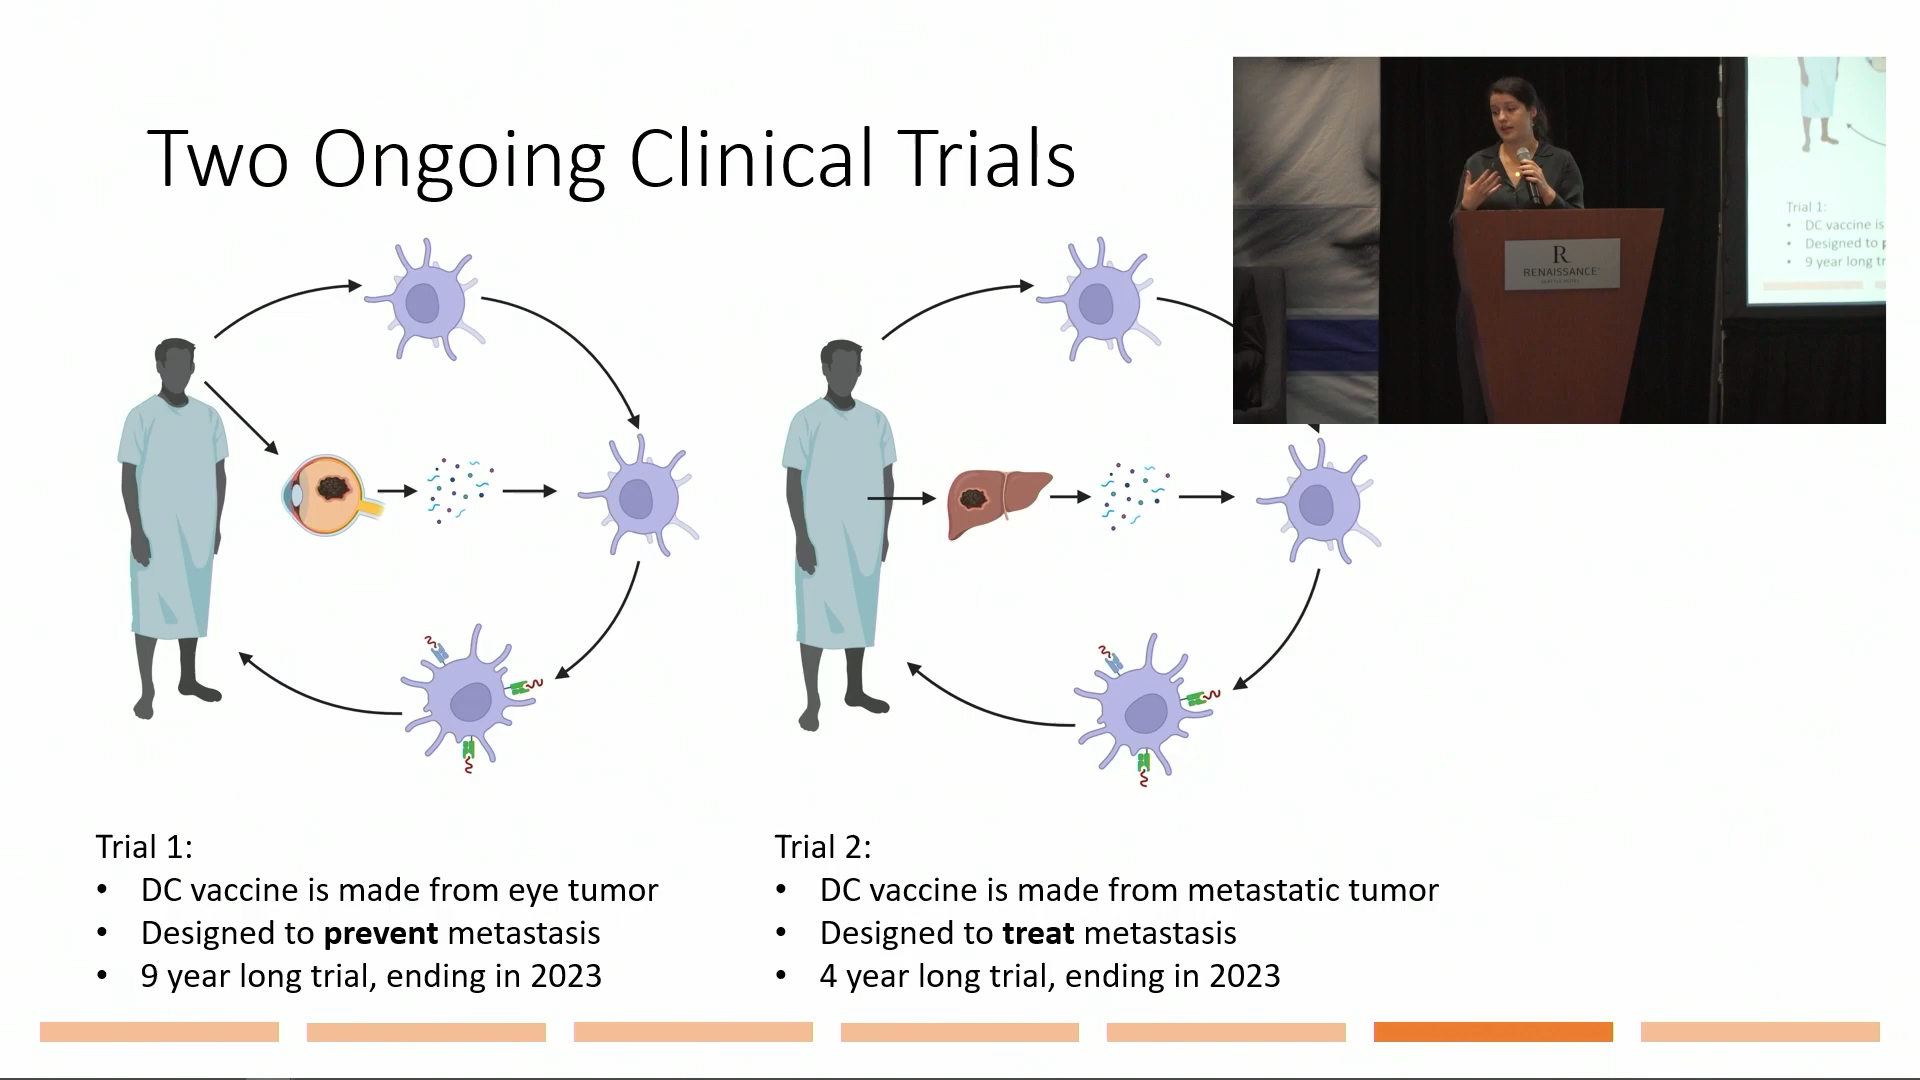 Two Ongoing Clinical Trials
R
RENAISSANCE
Trial 1:
• DC vaccine is
• Designed to p
• 9 year long tr
Trial 1:
• DC vaccine is made from eye tumor
• Designed to prevent metastasis
• 9 year long trial, ending in 2023
Trial 2:
• DC vaccine is made from metastatic tumor
• Designed to treat metastasis
• 4 year long trial, ending in 2023